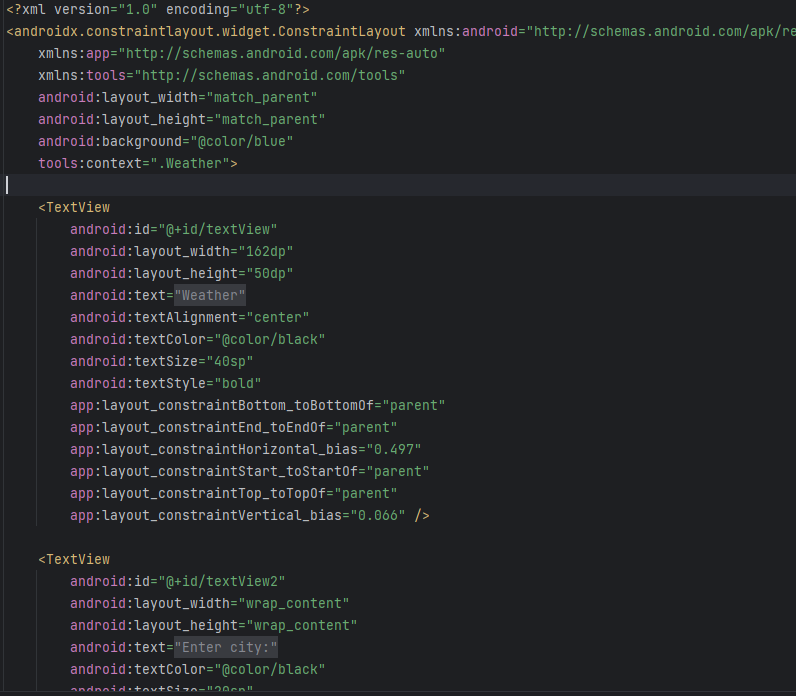 <?xml version="1.0" encoding="utf-8"?>
<androidx.constraintlayout.widget.ConstraintLayout xmlns:android="http://schemas.android.com/apk/re
xmlns:app="http://schemas.android.com/apk/res-auto"
xmlns:tools="http://schemas.android.com/tools"
android:layout_width="match_parent"
android:layout_height="match_parent"
android:background="@color/blue"
tools:context=".Weather">
<TextView
android:id="@+id/textView"
android:layout_width="162dp"
android:layout_height="50dp"
android:text="Weather"
android:textAlignment="center"
android:textColor="@color/black"
android:textSize="40sp"
android:textStyle="bold"
app:layout_constraintBottom_toBottomOf="parent"
app:layout_constraintEnd_toEndOf="parent"
app:layout_constraintHorizontal_bias="0.497"
app:layout_constraintStart_toStartOf="parent"
app:layout_constraintTop_toTopOf="parent"
app:layout_constraintVertical_bias="0.066" />
<TextView
android:id="@+id/textView2"
android:layout_width="wrap_content"
android:layout_height="wrap_content"
android:text="Enter city:"
android:textColor="@color/black"
android:textSize="20sp"